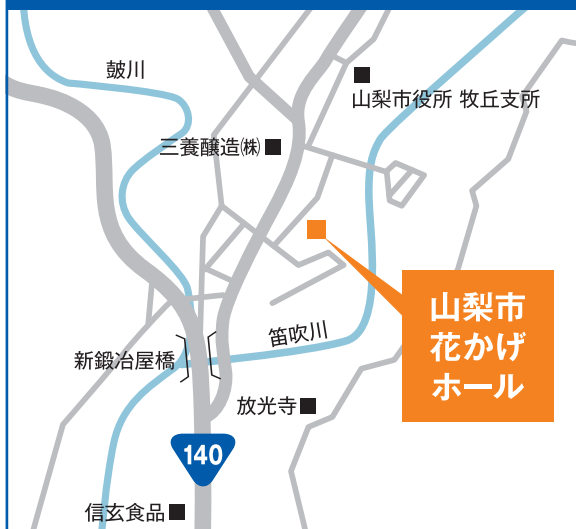 鼓川
山梨市役所 牧丘支所
三養醸造㈱
山梨市
花かげ
ホール
笛吹川
新鍛冶屋橋
放光寺
140
信玄食品